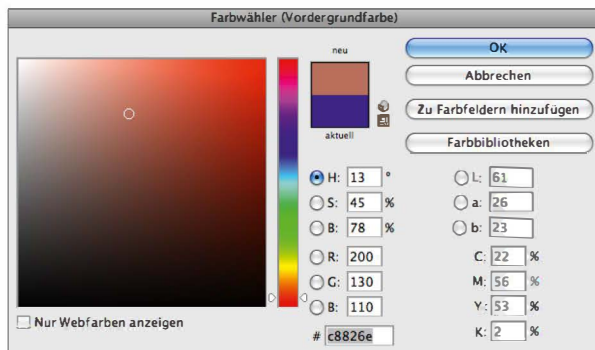 Farbwähler (Vordergrundfarbe)
neu
aktuell
OK
Abbrechen
Zu Farbfeldern hinzufügen
Farbbibliotheken
H: 13 °
S: 45 %
B: 78 %
R: 200
G: 130
B: 110
# c8826e
L: 61
a: 26
b: 23
C: 22 %
M: 56 %
Y: 53 %
K: 2 %
Nur Webfarben anzeigen